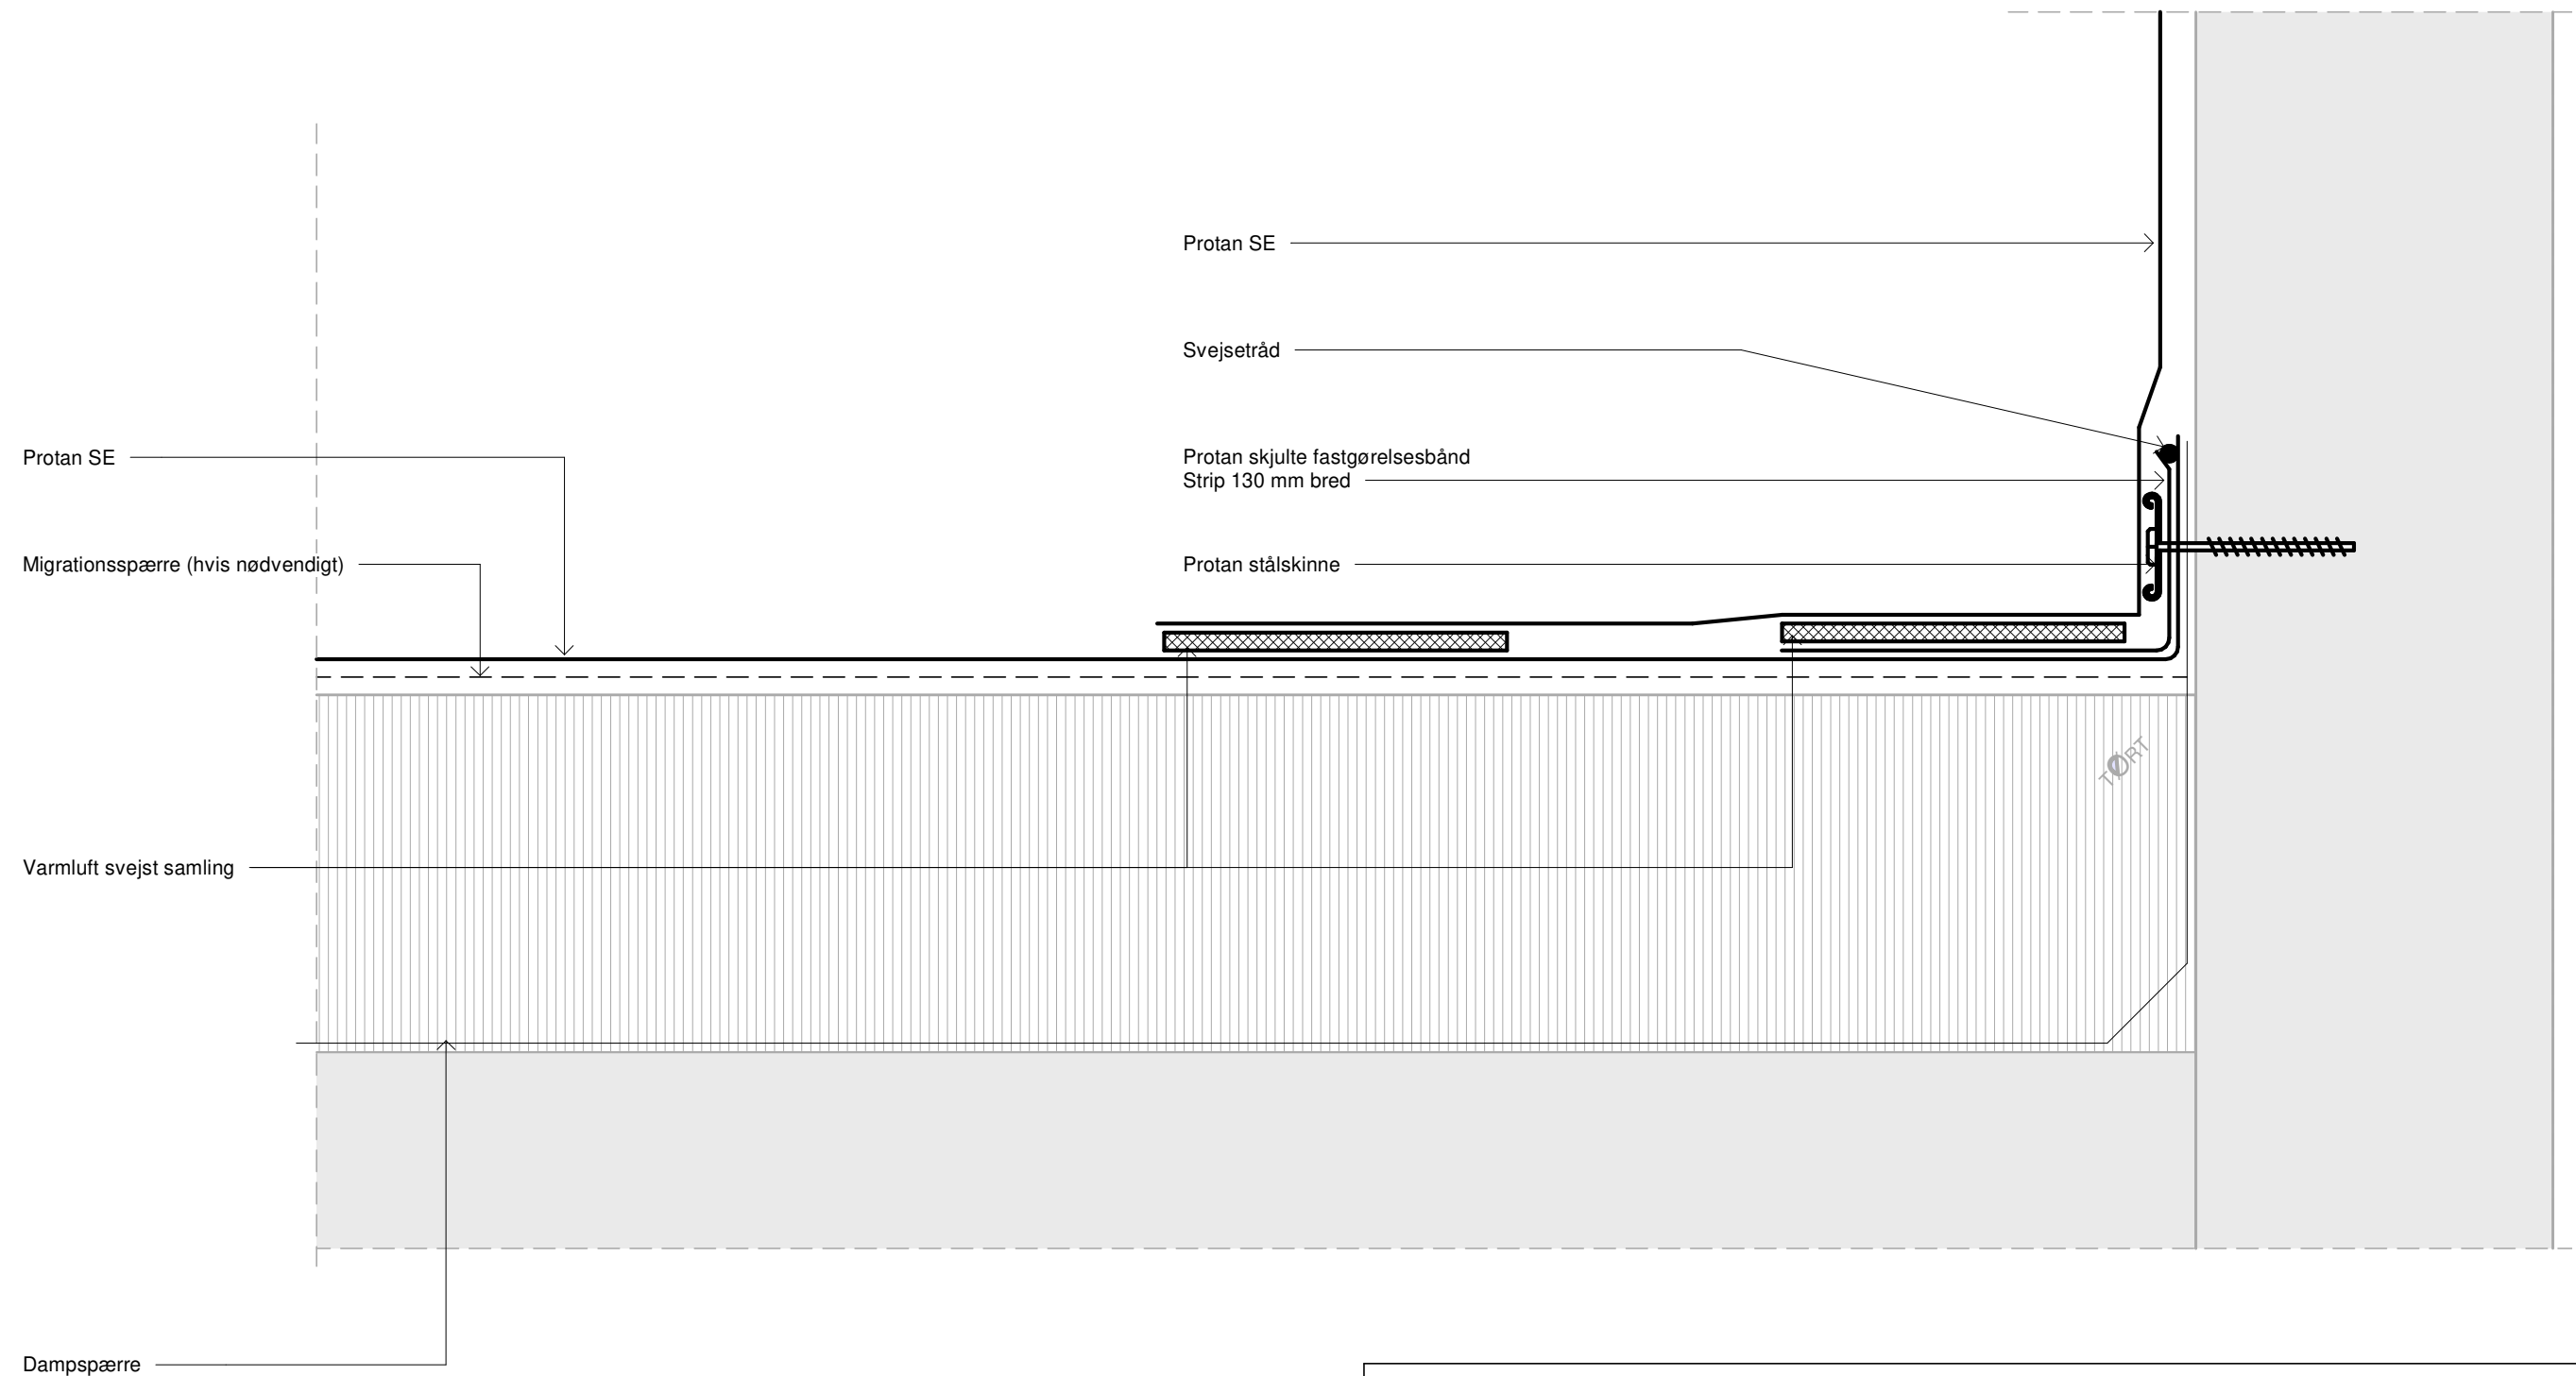 Protan SE
Svejsetråd
Protan SE
Protan skjulte fastgørelsesbånd
Strip 130 mm bred
Migrationsspærre (hvis nødvendigt)
Protan stålskinne
TØRT
Varmluft svejst samling
Dampspærre